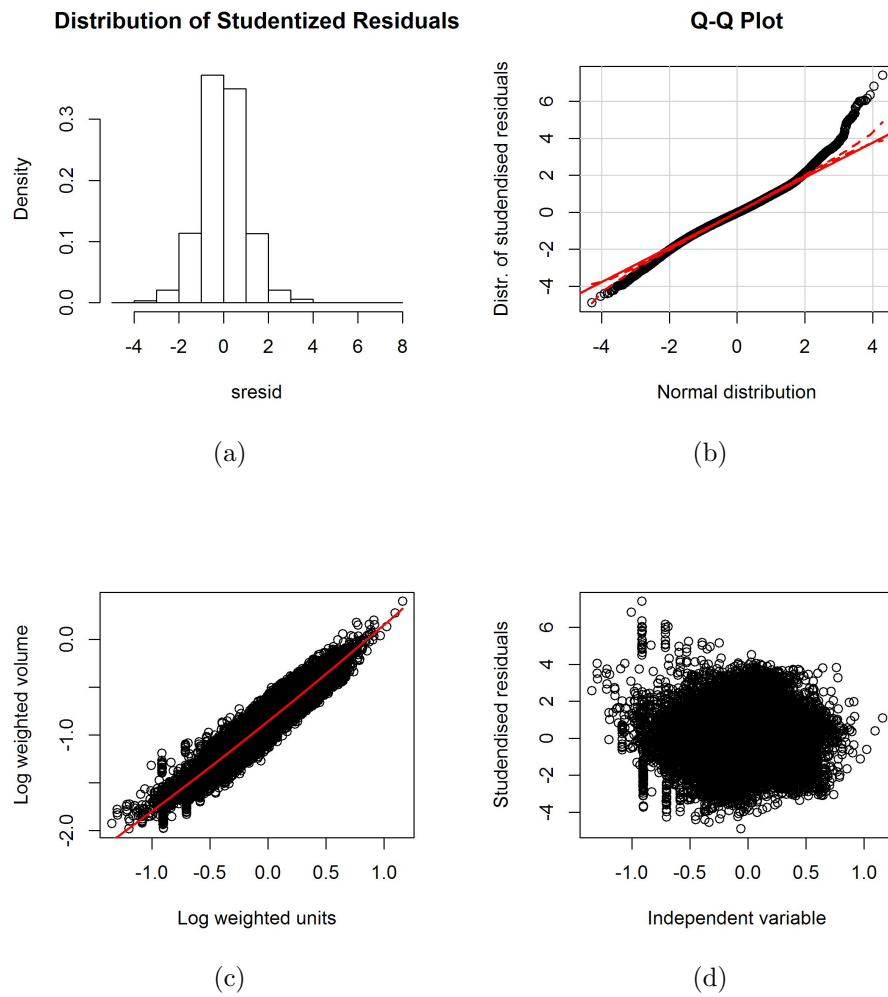 Distribution of Studentized Residuals
Density
0.0 0.1 0.2 0.3
-4 -2 0 2 4 6 8
sresid
(a)
Q-Q Plot
Distr. of studendised residuals
-4 -2 0 2 4 6
-4 -2 0 2 4
Normal distribution
(b)
Log weighted volume
-2.0 -1.0 0.0
-1.0 -0.5 0.0 0.5 1.0
Log weighted units
(c)
Studendised residuals
-4 -2 0 2 4 6
-1.0 -0.5 0.0 0.5 1.0
Independent variable
(d)